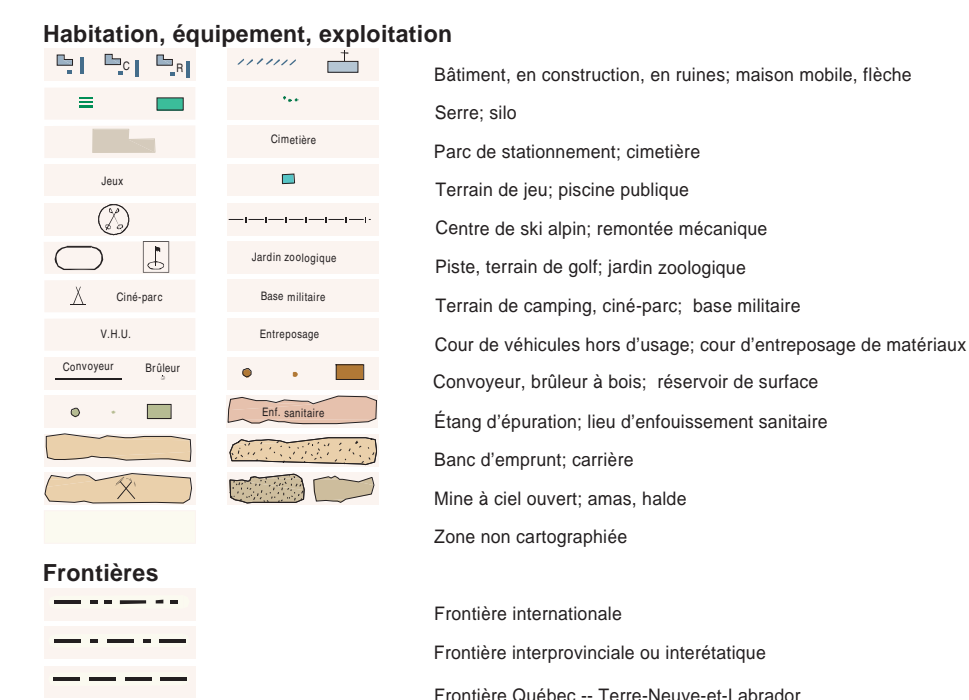 Habitation, équipement, exploitation
C R Bâtiment, en construction, en ruines; maison mobile, flèche
Serre; silo
Cimetière Parc de stationnement; cimetière
Jeux Terrain de jeu; piscine publique
Centre de ski alpin; remontée mécanique
Jardin zoologique Piste, terrain de golf; jardin zoologique
Ciné-parc Base militaire Terrain de camping, ciné-parc; base militaire
V.H.U. Entreposage Cour de véhicules hors d'usage; cour d'entreposage de matériaux
Convoyeur Brûleur Convoyeur, brûleur à bois; réservoir de surface
Enf. sanitaire Étang d'épuration; lieu d'enfouissement sanitaire
Banc d'emprunt; carrière
Mine à ciel ouvert; amas, halde
Zone non cartographiée
Frontières
Frontière internationale
Frontière interprovinciale ou interétatique
Frontière Québec -- Terre-Neuve-et-Labrador